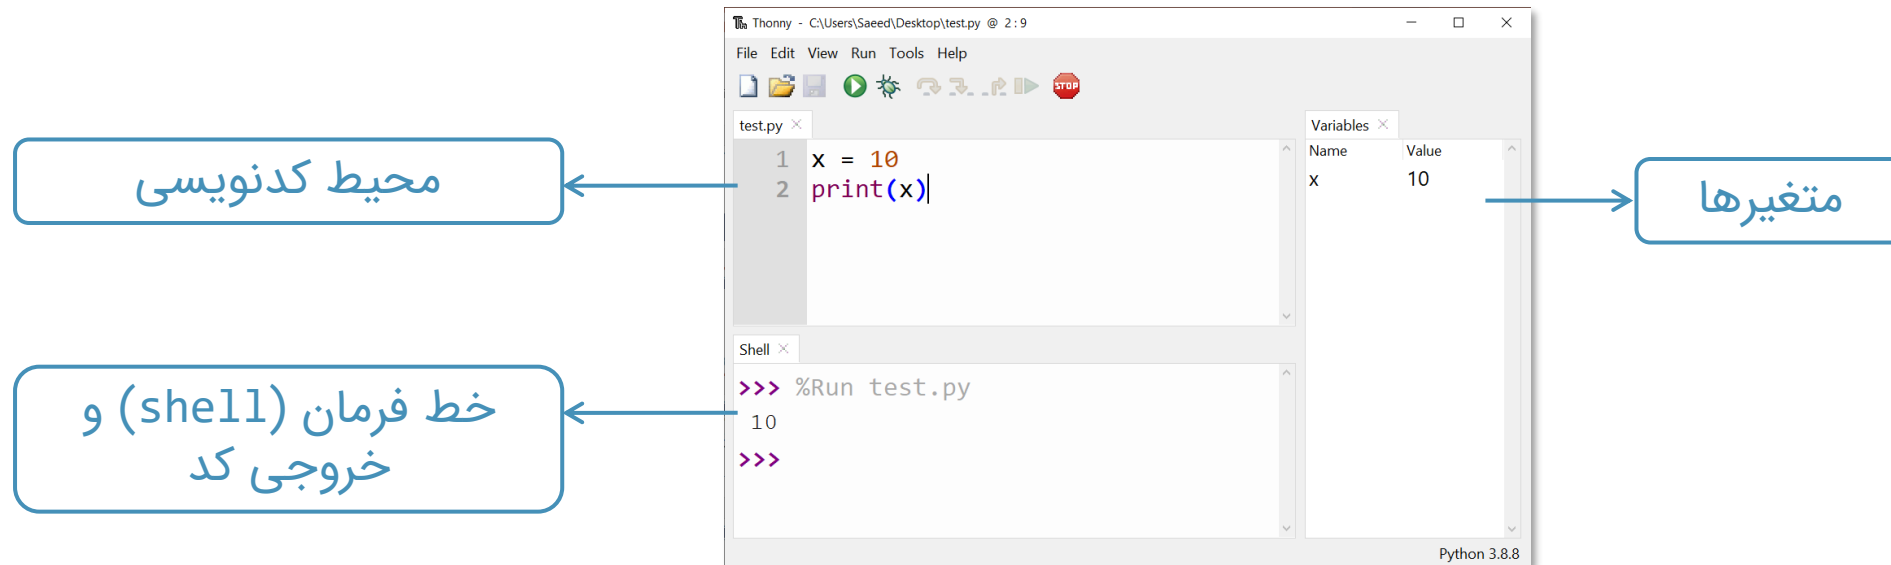 Thonny - C:\Users\Saeed\Desktop\test.py @ 2:9
File Edit View Run Tools Help
STOP
test.py
1 x = 10
2 print(x)
Variables
Name Value
x 10
Shell
>>> %Run test.py
10
>>>
Python 3.8.8
محیط کدنویسی
متغیرها
خط فرمان (shell) و
خروجی کد